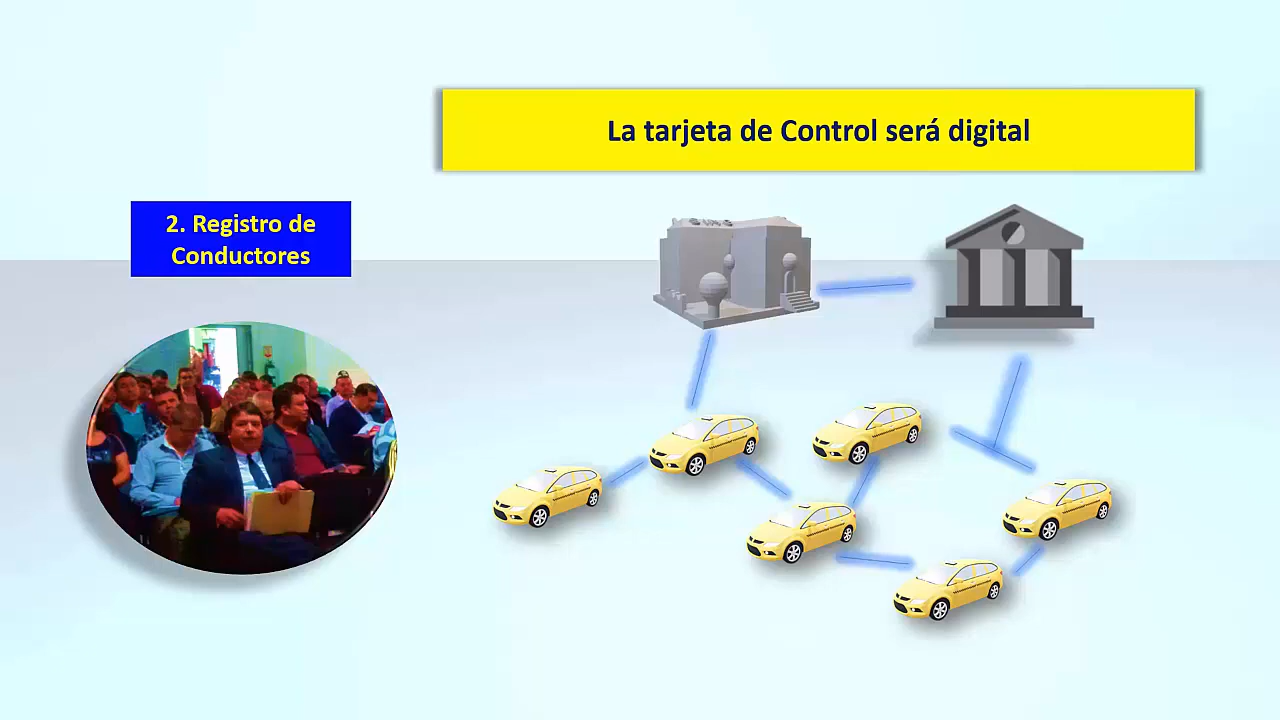 La tarjeta de Control será digital
2. Registro de
Conductores